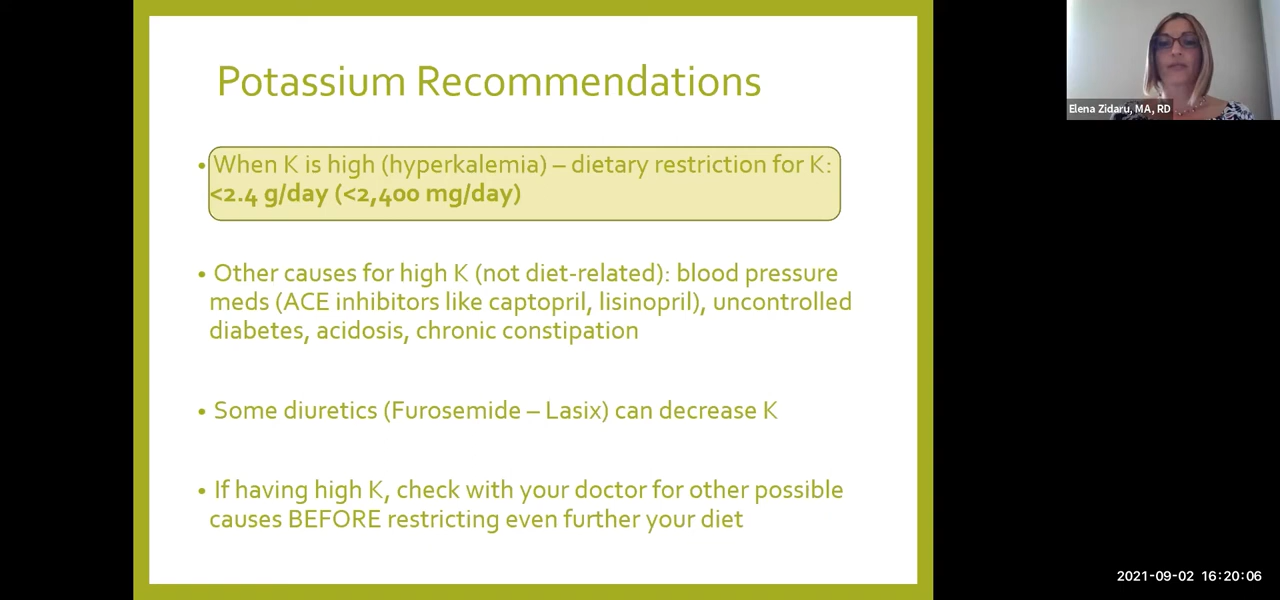 Potassium Recommendations
• When K is high (hyperkalemia) – dietary restriction for K:
<2.4 g/day (<2,400 mg/day)
• Other causes for high K (not diet-related): blood pressure
meds (ACE inhibitors like captopril, lisinopril), uncontrolled
diabetes, acidosis, chronic constipation
• Some diuretics (Furosemide – Lasix) can decrease K
• If having high K, check with your doctor for other possible
causes BEFORE restricting even further your diet
Elena Zidaru, MA, RD
2021-09-02 16:20:06